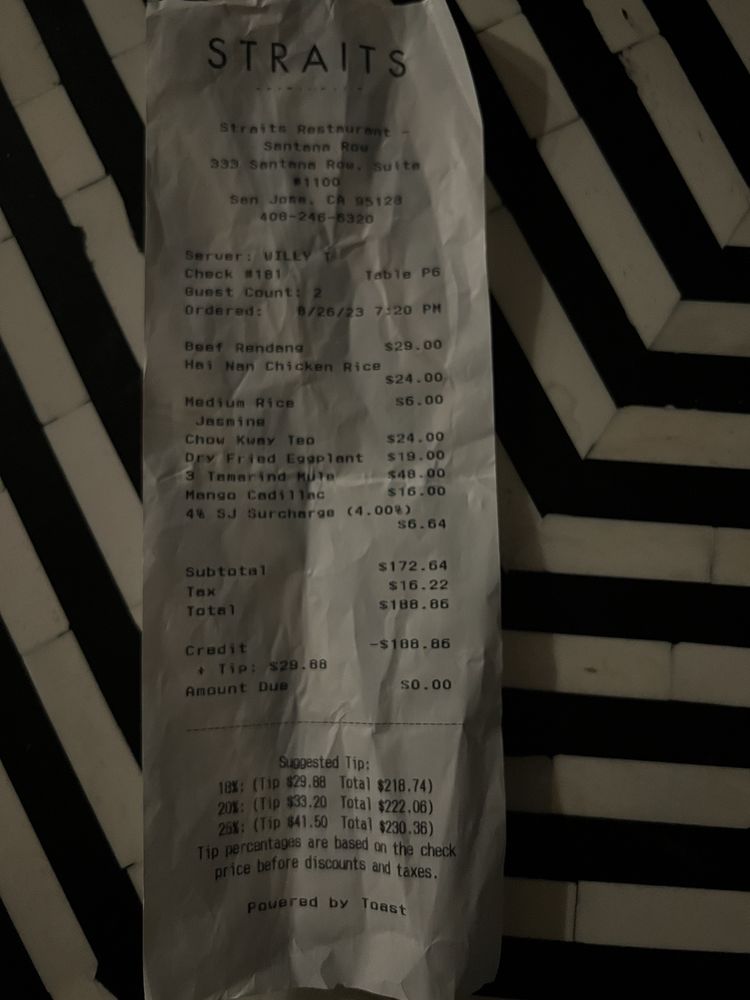 STRAITS
Straits Restaurant -
Santana Row
333 Santana Row, Suite
#1100
San Jose, CA 95128
408-246-6320
Server: WILLY T
Check #181 Table P6
Guest Count: 2
Ordered: 8/26/23 7:20 PM
Beef Rendang $29.00
Hai Nan Chicken Rice
$24.00
Medium Rice $6.00
Jasmine
Chow Kway Teo $24.00
Dry Fried Eggplant $19.00
3 Tamarind Mule $48.00
Mango Cadillac $16.00
4% SJ Surcharge (4.00%)
$6.64
Subtotal $172.64
Tax $16.22
Total $188.86
Credit -$188.86
+ Tip: $29.88
Amount Due $0.00
Suggested Tip:
18%: (Tip $29.88 Total $218.74)
20%: (Tip $33.20 Total $222.06)
25%: (Tip $41.50 Total $230.36)
Tip percentages are based on the check
price before discounts and taxes.
Powered by Toast